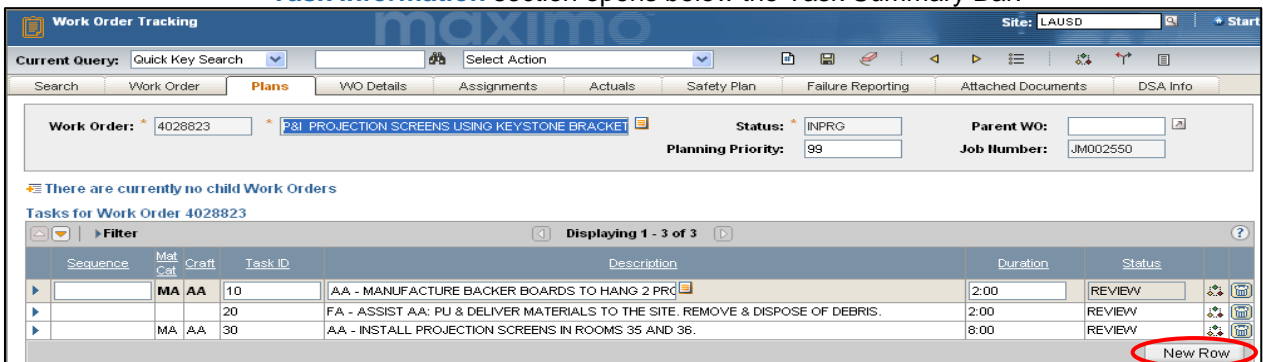 Task Information section opens below the Task Summary Bar.
Work Order Tracking maximo Site: LAUSD Start
Current Query: Quick Key Search Select Action
Search Work Order Plans WO Details Assignments Actuals Safety Plan Failure Reporting Attached Documents DSA Info
Work Order: * 4028823 * P&I PROJECTION SCREENS USING KEYSTONE BRACKET Status: * INPRG Parent WO:
Planning Priority: 99 Job Number: JM002550
There are currently no child Work Orders
Tasks for Work Order 4028823
Filter Displaying 1 - 3 of 3
Sequence Mat Cat Craft Task ID Description Duration Status
MA AA 10 AA - MANUFACTURE BACKER BOARDS TO HANG 2 PRO 2:00 REVIEW
20 FA - ASSIST AA: PU & DELIVER MATERIALS TO THE SITE. REMOVE & DISPOSE OF DEBRIS. 2:00 REVIEW
MA AA 30 AA - INSTALL PROJECTION SCREENS IN ROOMS 35 AND 36. 8:00 REVIEW
New Row